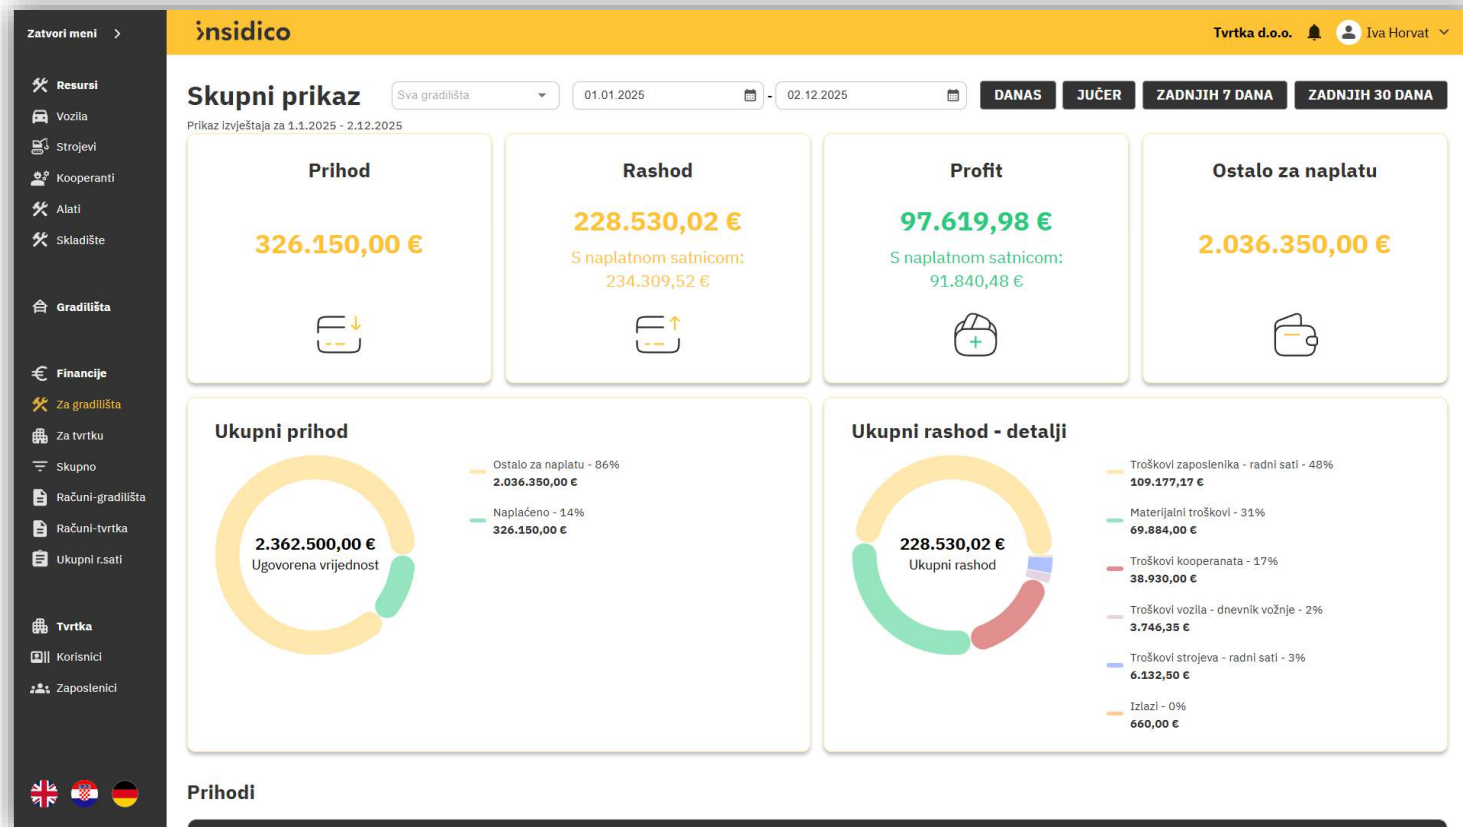 Zatvori meni
insidico
Tvrtka d.o.o.
Iva Horvat
Resursi
Vozila
Strojevi
Kooperanti
Alati
Skladište
Gradilišta
Financije
Za gradilišta
Za tvrtku
Skupno
Računi-gradilišta
Računi-tvrtka
Ukupni r.sati
Tvrtka
Korisnici
Zaposlenici
Skupni prikaz
Sva gradilišta
01.01.2025
-
02.12.2025
DANAS
JUČER
ZADNJIH 7 DANA
ZADNJIH 30 DANA
Prikaz izvještaja za 1.1.2025 - 2.12.2025
Prihod
326.150,00 €
Rashod
228.530,02 €
S naplatnom satnicom:
234.309,52 €
Profit
97.619,98 €
S naplatnom satnicom:
91.840,48 €
Ostalo za naplatu
2.036.350,00 €
Ukupni prihod
2.362.500,00 €
Ugovorena vrijednost
Ostalo za naplatu - 86%
2.036.350,00 €
Naplaćeno - 14%
326.150,00 €
Ukupni rashod - detalji
228.530,02 €
Ukupni rashod
Troškovi zaposlenika - radni sati - 48%
109.177,17 €
Materijalni troškovi - 31%
69.884,00 €
Troškovi kooperanata - 17%
38.930,00 €
Troškovi vozila - dnevnik vožnje - 2%
3.746,35 €
Troškovi strojeva - radni sati - 3%
6.132,50 €
Izlazi - 0%
660,00 €
Prihodi